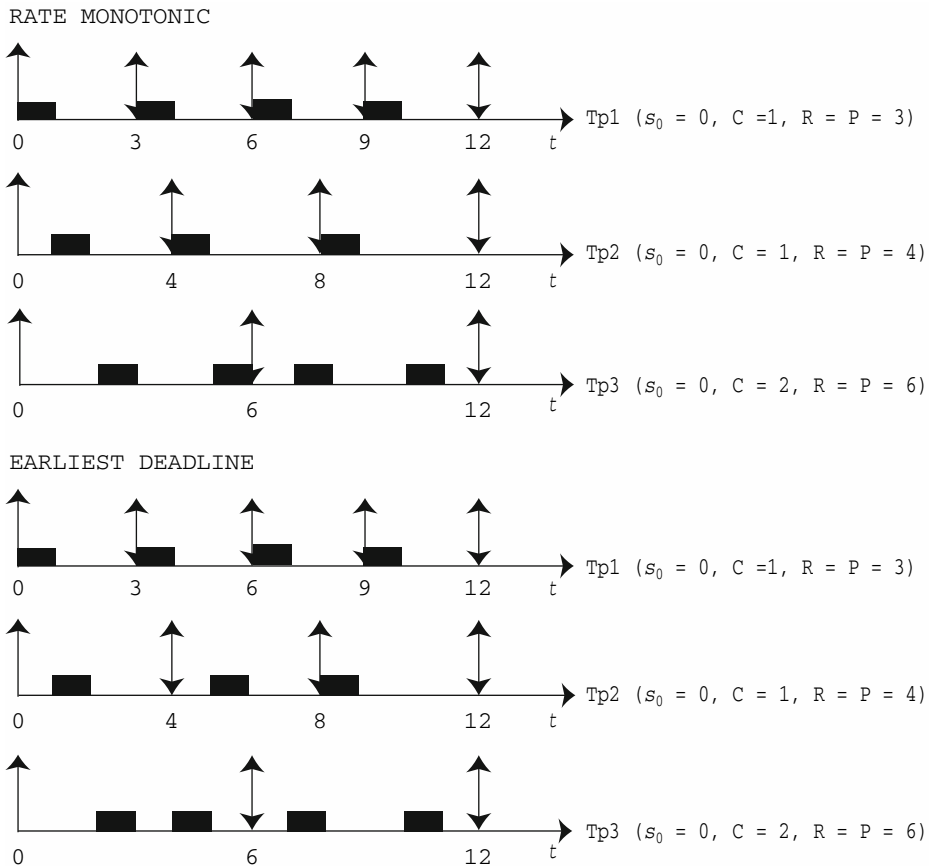 RATE MONOTONIC
Tp1 (s₀ = 0, C =1, R = P = 3)
0 3 6 9 12 t
Tp2 (s₀ = 0, C = 1, R = P = 4)
0 4 8 12 t
Tp3 (s₀ = 0, C = 2, R = P = 6)
0 6 12 t
EARLIEST DEADLINE
Tp1 (s₀ = 0, C =1, R = P = 3)
0 3 6 9 12 t
Tp2 (s₀ = 0, C = 1, R = P = 4)
0 4 8 12 t
Tp3 (s₀ = 0, C = 2, R = P = 6)
0 6 12 t